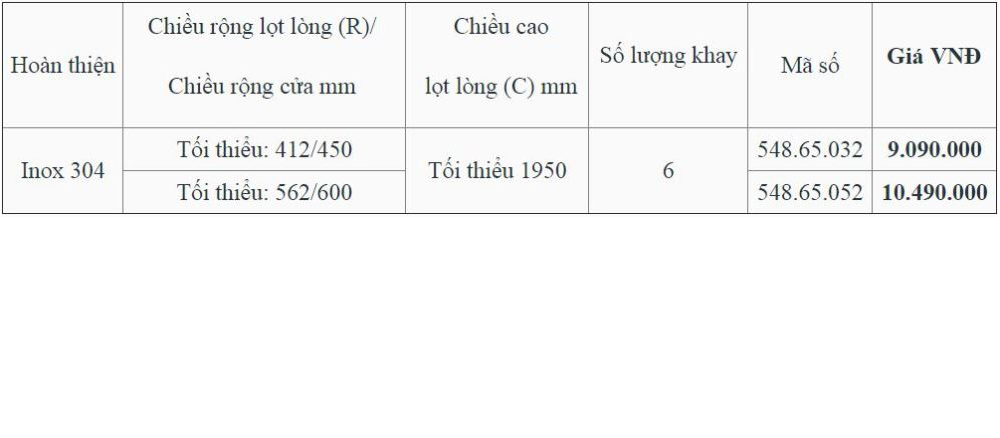 Hoàn thiện
Chiều rộng lọt lòng (R)/
Chiều rộng cửa mm
Chiều cao
lọt lòng (C) mm
Số lượng khay
Mã số
Giá VNĐ
Inox 304
Tối thiểu: 412/450
Tối thiểu 1950
6
548.65.032
9.090.000
Tối thiểu: 562/600
548.65.052
10.490.000